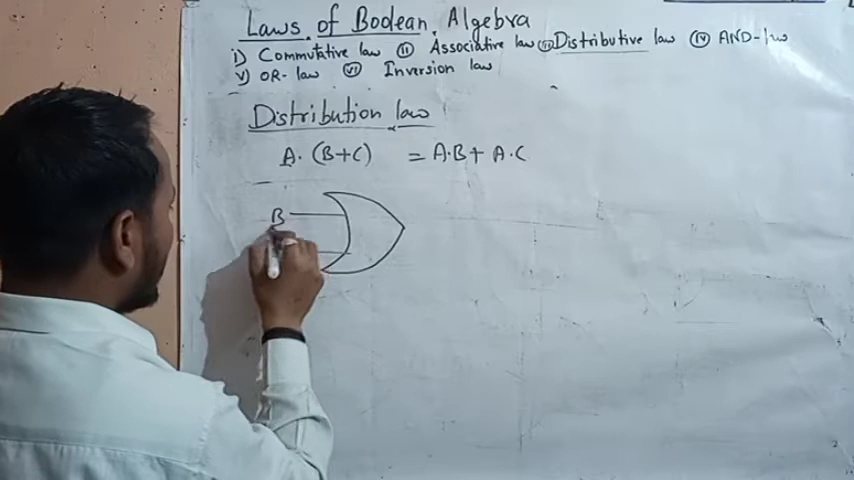 Laws of Boolean Algebra
i) Commutative law (ii) Associative law (iii) Distributive law (iv) AND-law
v) OR-law (vi) Inversion law
Distribution law
A. (B+C) = A.B + A.C
B